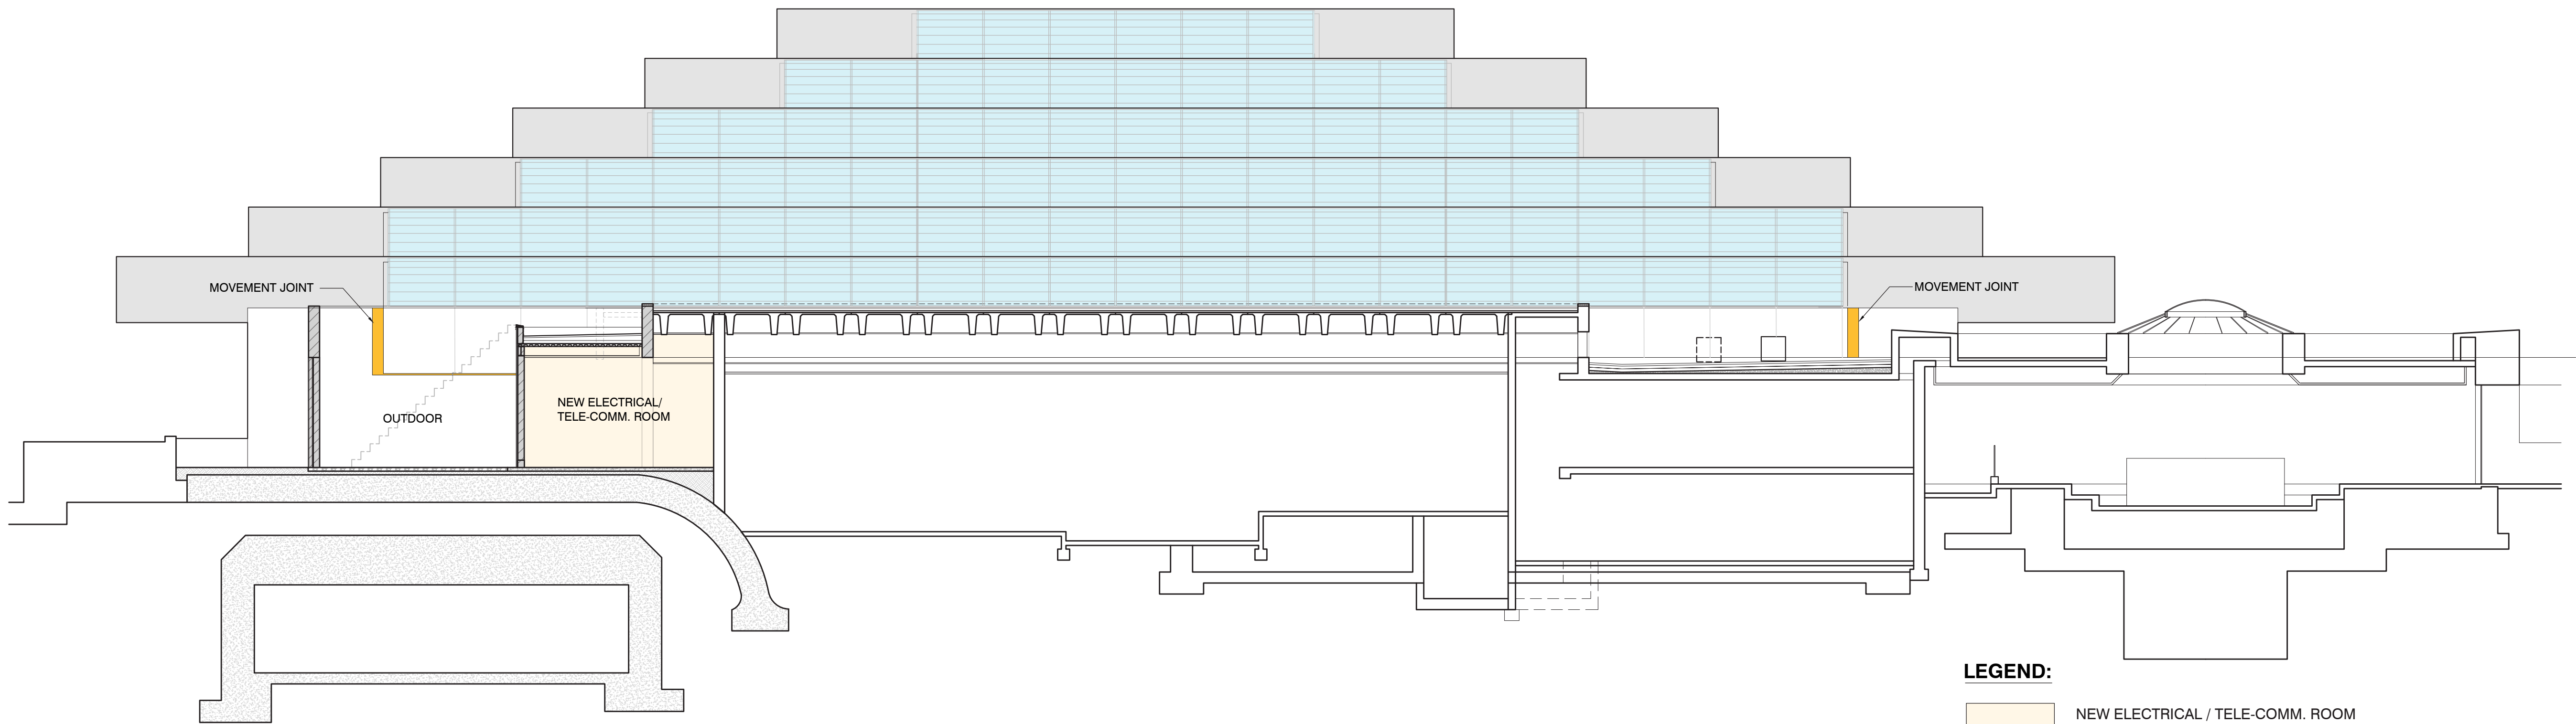 MOVEMENT JOINT
MOVEMENT JOINT
NEW ELECTRICAL/
TELE-COMM. ROOM
OUTDOOR
LEGEND:
NEW ELECTRICAL / TELE-COMM. ROOM